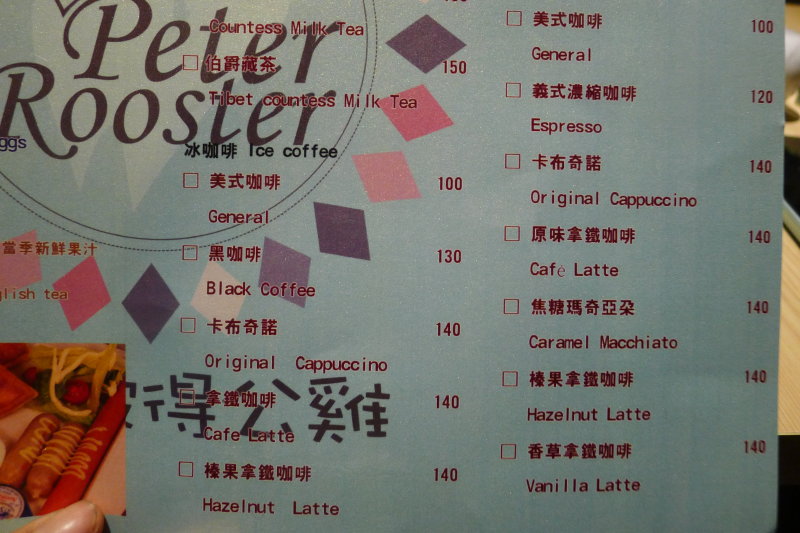 Peter
Rooster
Countess Milk Tea
伯爵藏茶 150
Tibet countess Milk Tea
ggs
冰咖啡 Ice coffee
美式咖啡 100
General
黑咖啡 130
Black Coffee
卡布奇諾 140
Original Cappuccino
拿鐵咖啡 140
Cafe Latte
榛果拿鐵咖啡 140
Hazelnut Latte
當季新鮮果汁
glish tea
得公雞
美式咖啡 100
General
義式濃縮咖啡 120
Espresso
卡布奇諾 140
Original Cappuccino
原味拿鐵咖啡 140
Cafè Latte
焦糖瑪奇亞朵 140
Caramel Macchiato
榛果拿鐵咖啡 140
Hazelnut Latte
香草拿鐵咖啡 140
Vanilla Latte